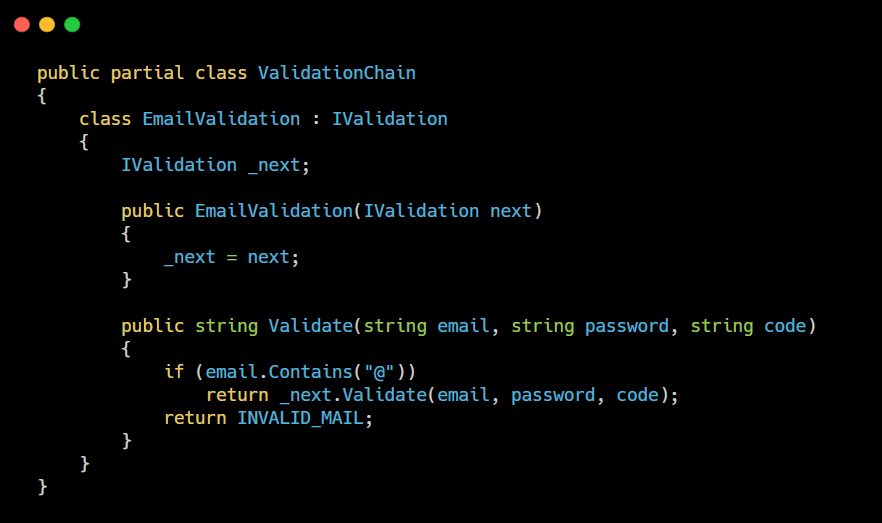 public partial class ValidationChain
{
    class EmailValidation : IValidation
    {
        IValidation _next;

        public EmailValidation(IValidation next)
        {
            _next = next;
        }

        public string Validate(string email, string password, string code)
        {
            if (email.Contains("@"))
                return _next.Validate(email, password, code);
            return INVALID_MAIL;
        }
    }
}